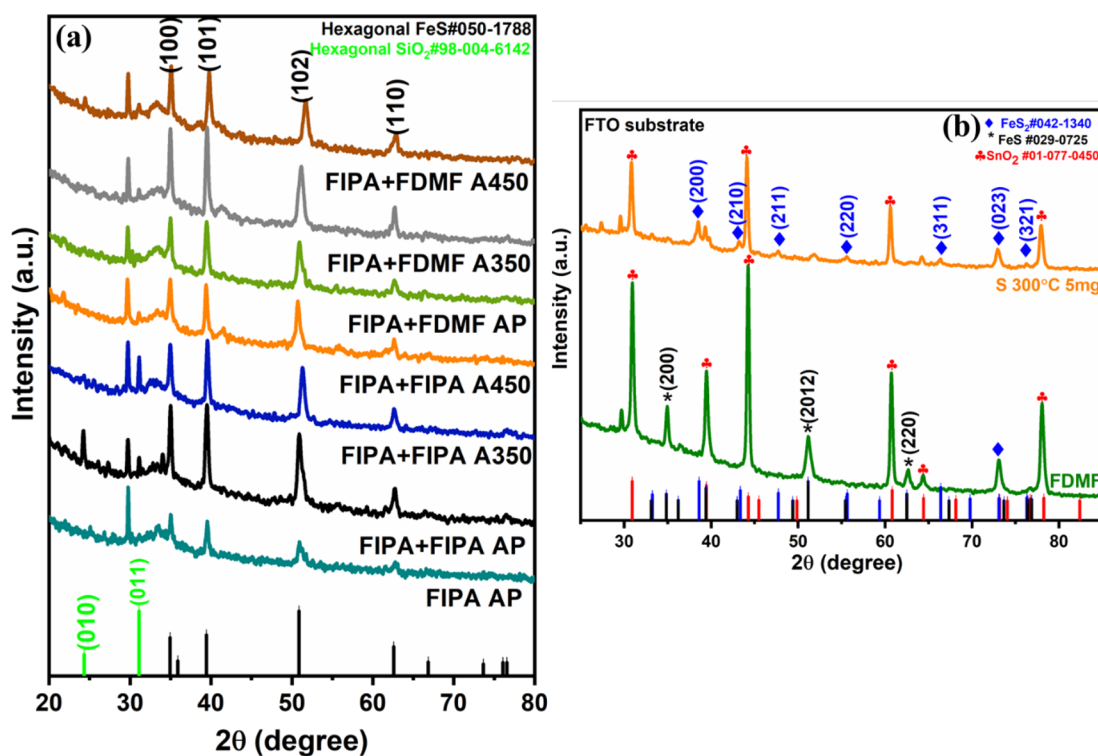 (a)
Hexagonal FeS#050-1788
Hexagonal SiO₂#98-004-6142
(100)
(101)
(102)
(110)
FIPA+FDMF A450
FIPA+FDMF A350
FIPA+FDMF AP
FIPA+FIPA A450
FIPA+FIPA A350
FIPA+FIPA AP
FIPA AP
(010)
(011)
Intensity (a.u.)
20 30 40 50 60 70 80
2θ (degree)
FTO substrate
(b)
♦ FeS₂#042-1340
* FeS #029-0725
♣SnO₂ #01-077-0450
♦(200)
♦(210)
♦(211)
♦(220)
♦(311)
♦(023)
♦(321)
S 300°C 5mg
*(200)
*(2012)
*(220)
FDMF
Intensity (a.u.)
30 40 50 60 70 80
2θ (degree)